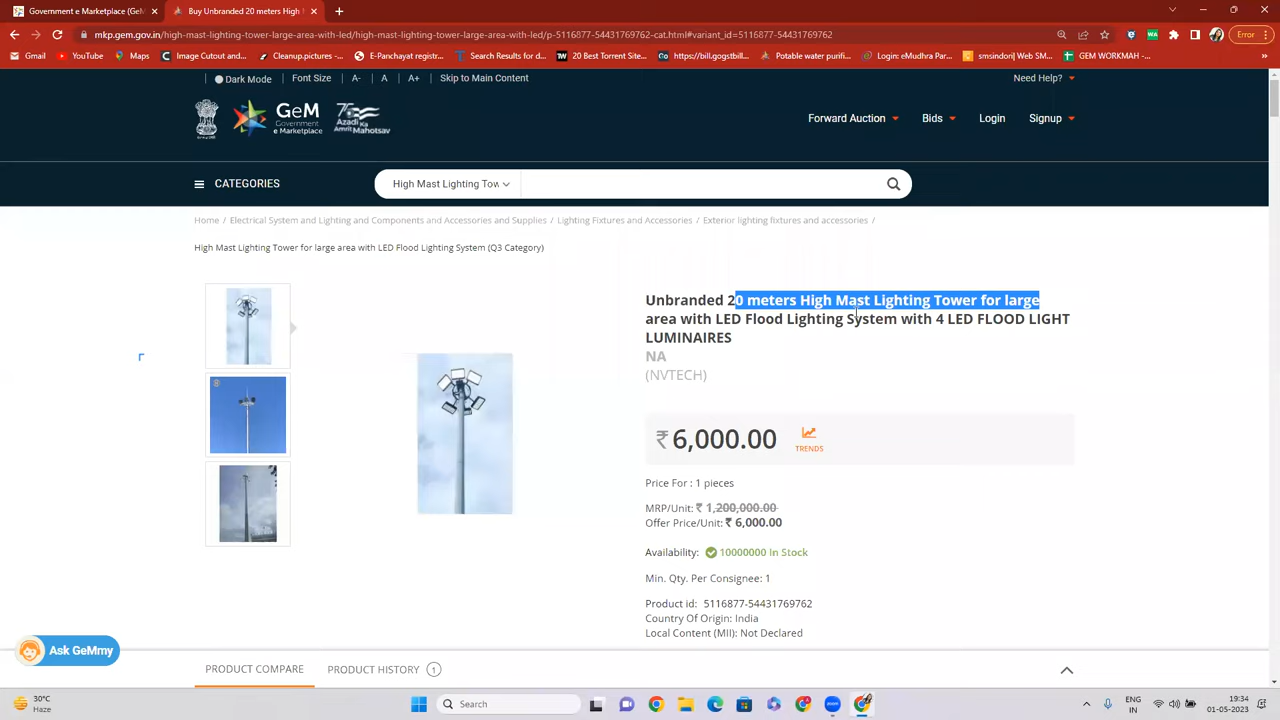 Government e Marketplace (GeM
Buy Unbranded 20 meters High M
mkp.gem.gov.in/high-mast-lighting-tower-large-area-with-led/high-mast-lighting-tower-large-area-with-led/p-5116877-54431769762-cat.html#variant_id=5116877-54431769762
Error
Gmail
YouTube
Maps
Image Cutout and...
Cleanup.pictures -...
E-Panchayat registr...
Search Results for d...
20 Best Torrent Site...
https://bill.gogstbill...
Potable water purifi...
Login: eMudhra Par...
smsindori| Web SM...
GEM WORKMAH -...
Dark Mode
Font Size
A-
A
A+
Skip to Main Content
Need Help?
GeM
Government
e Marketplace
75
Azadi Ka
Amrit Mahotsav
Forward Auction
Bids
Login
Signup
CATEGORIES
High Mast Lighting Tow
Home / Electrical System and Lighting and Components and Accessories and Supplies / Lighting Fixtures and Accessories / Exterior lighting fixtures and accessories /
High Mast Lighting Tower for large area with LED Flood Lighting System (Q3 Category)
Unbranded 20 meters High Mast Lighting Tower for large
area with LED Flood Lighting System with 4 LED FLOOD LIGHT
LUMINAIRES
NA
(NVTECH)
₹ 6,000.00
TRENDS
Price For : 1 pieces
MRP/Unit: ₹ 1,200,000.00
Offer Price/Unit: ₹ 6,000.00
Availability: 10000000 In Stock
Min. Qty. Per Consignee: 1
Product id: 5116877-54431769762
Country Of Origin: India
Local Content (MII): Not Declared
Ask GeMmy
PRODUCT COMPARE
PRODUCT HISTORY 1
30°C
Haze
Search
zoom
ENG
IN
19:34
01-05-2023